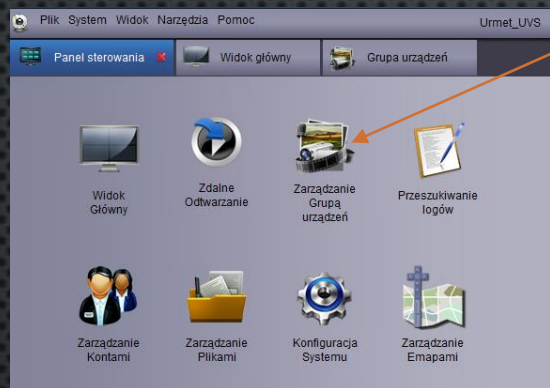 Plik System Widok Narzędzia Pomoc Urmet_UVS
Panel sterowania Widok główny Grupa urządzeń
Widok
Główny
Zdalne
Odtwarzanie
Zarządzanie
Grupą
urządzeń
Przeszukiwanie
logów
Zarządzanie
Kontami
Zarządzanie
Plikami
Konfiguracja
Systemu
Zarządzanie
Emapami